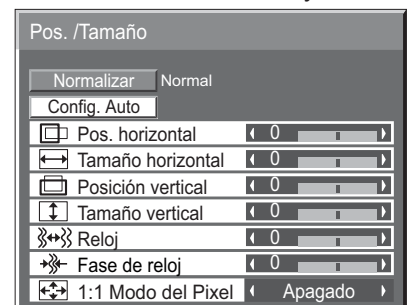 Pos. /Tamaño
Normalizar Normal
Config. Auto
Pos. horizontal 0
Tamaño horizontal 0
Posición vertical 0
Tamaño vertical 0
Reloj 0
Fase de reloj 0
1:1 Modo del Pixel Apagado